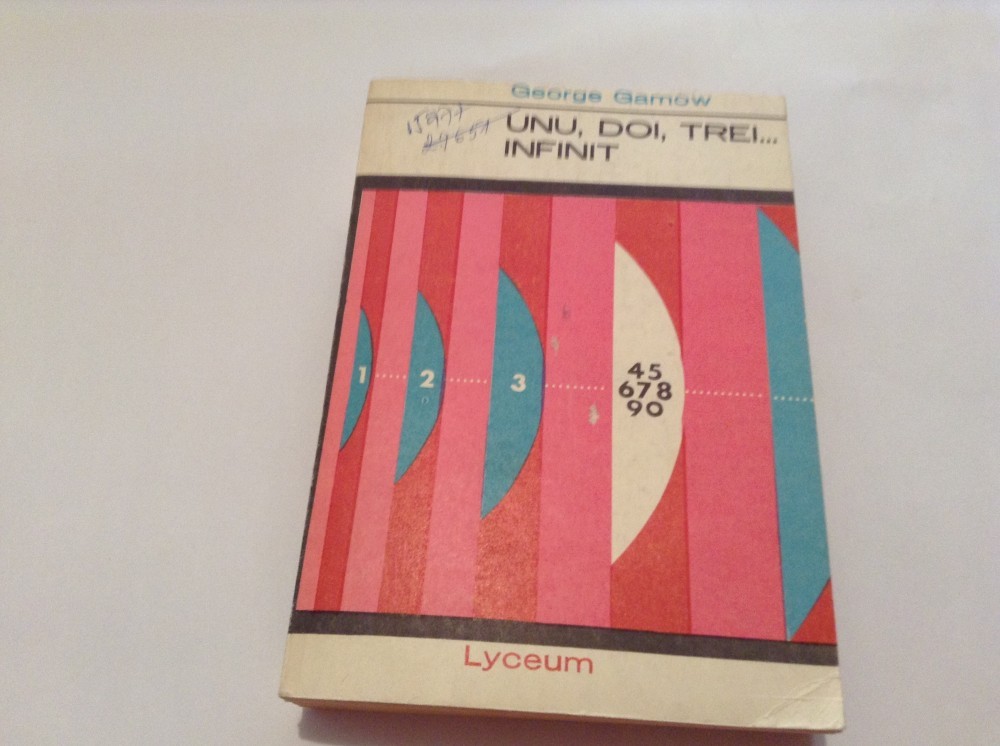 George Gamow
UNU, DOI, TREI...
INFINIT
1
2
3
45
678
90
Lyceum